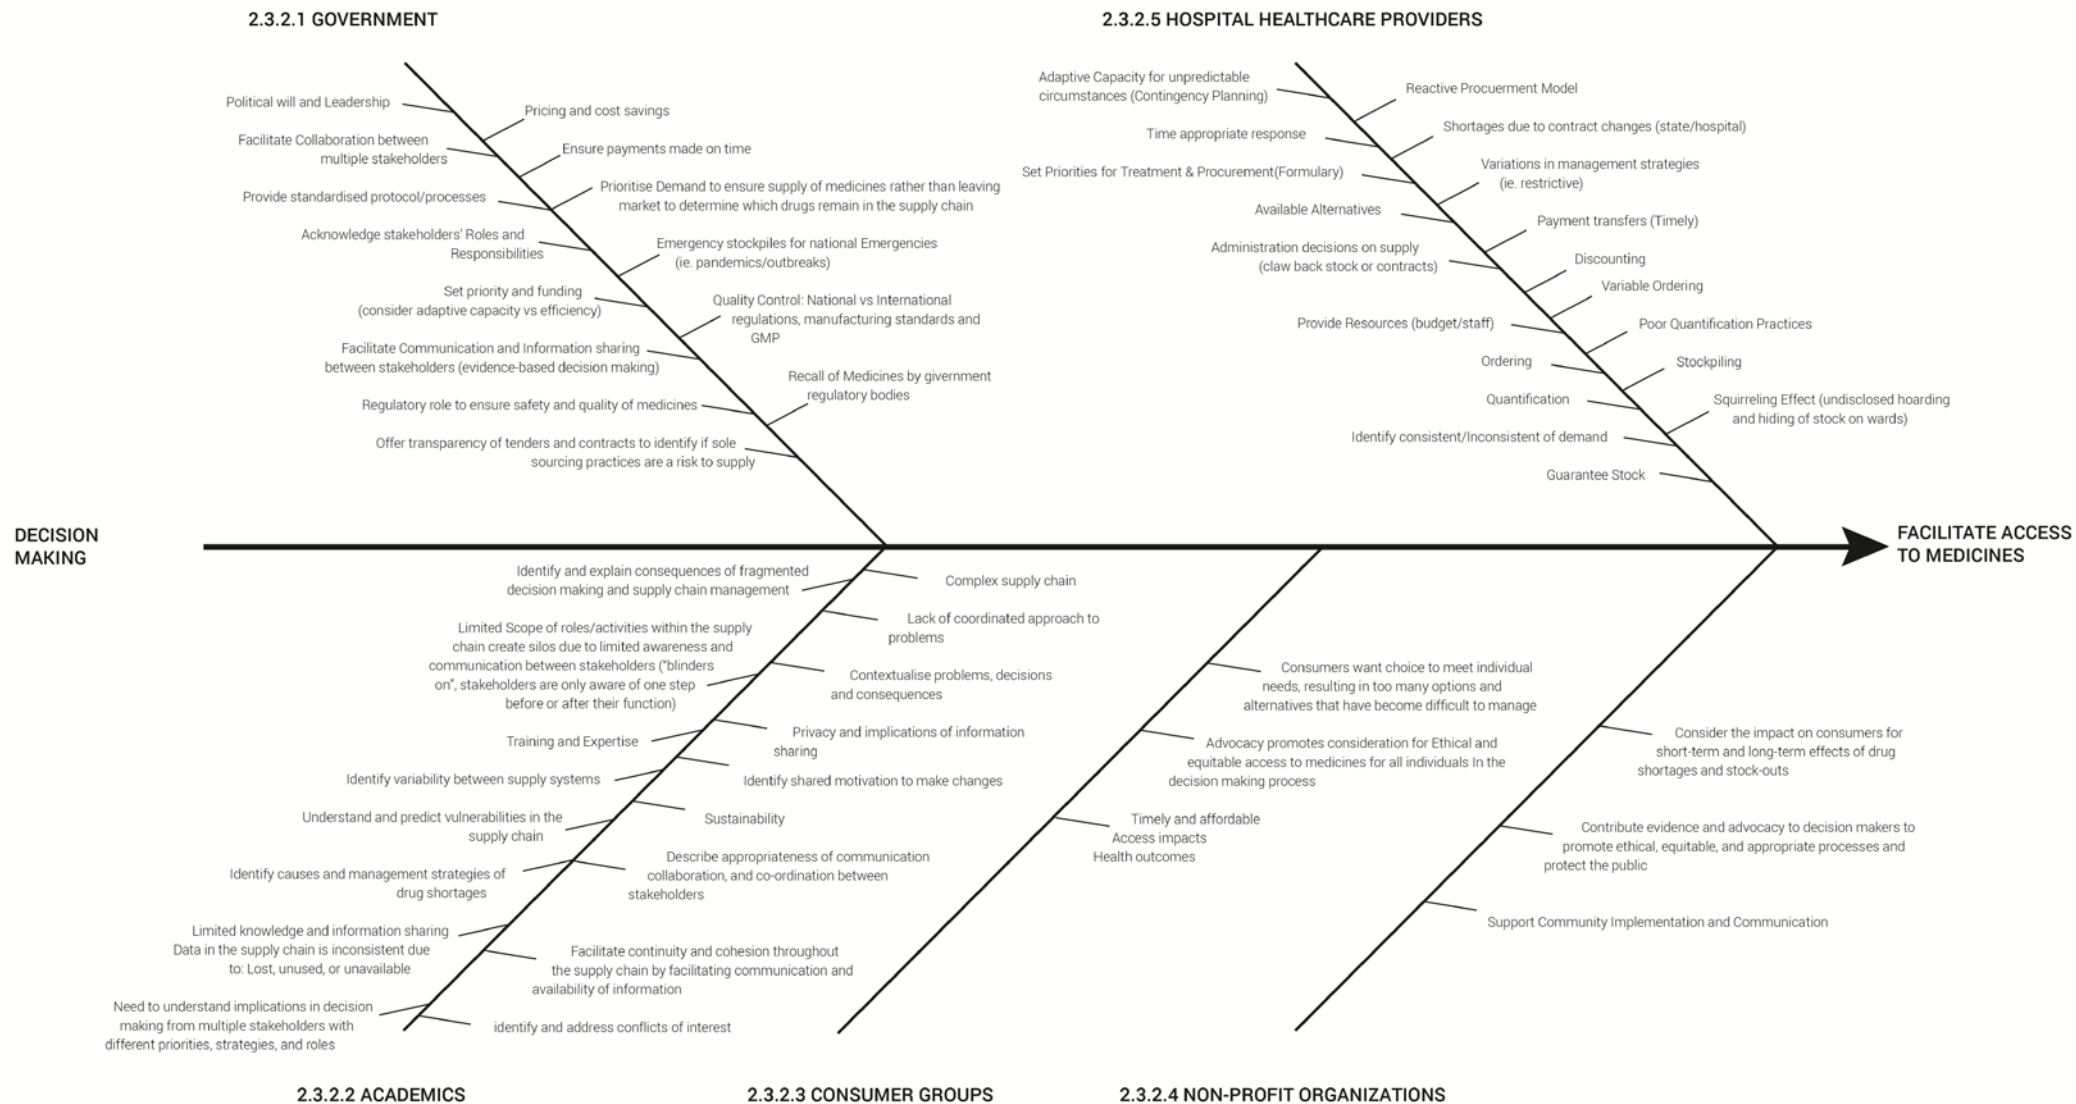 2.3.2.1 GOVERNMENT
Political will and Leadership
Facilitate Collaboration between
multiple stakeholders
Provide standardised protocol/processes
Acknowledge stakeholders' Roles and
Responsibilities
Set priority and funding
(consider adaptive capacity vs efficiency)
Facilitate Communication and Information sharing
between stakeholders (evidence-based decision making)
Regulatory role to ensure safety and quality of medicines
Offer transparency of tenders and contracts to identify if sole
sourcing practices are a risk to supply
Pricing and cost savings
Ensure payments made on time
Prioritise Demand to ensure supply of medicines rather than leaving
market to determine which drugs remain in the supply chain
Emergency stockpiles for national Emergencies
(ie. pandemics/outbreaks)
Quality Control: National vs International
regulations, manufacturing standards and
GMP
Recall of Medicines by givernment
regulatory bodies
2.3.2.5 HOSPITAL HEALTHCARE PROVIDERS
Adaptive Capacity for unpredictable
circumstances (Contingency Planning)
Time appropriate response
Set Priorities for Treatment & Procurement(Formulary)
Available Alternatives
Administration decisions on supply
(claw back stock or contracts)
Provide Resources (budget/staff)
Ordering
Quantification
Identify consistent/Inconsistent of demand
Guarantee Stock
Reactive Procuerment Model
Shortages due to contract changes (state/hospital)
Variations in management strategies
(ie. restrictive)
Payment transfers (Timely)
Discounting
Variable Ordering
Poor Quantification Practices
Stockpiling
Squirreling Effect (undisclosed hoarding
and hiding of stock on wards)
DECISION
MAKING
FACILITATE ACCESS
TO MEDICINES
Identify and explain consequences of fragmented
decision making and supply chain management
Limited Scope of roles/activities within the supply
chain create silos due to limited awareness and
communication between stakeholders ("blinders
on", stakeholders are only aware of one step
before or after their function)
Training and Expertise
Identify variability between supply systems
Understand and predict vulnerabilities in the
supply chain
Identify causes and management strategies of
drug shortages
Limited knowledge and information sharing
Data in the supply chain is inconsistent due
to: Lost, unused, or unavailable
Need to understand implications in decision
making from multiple stakeholders with
different priorities, strategies, and roles
Complex supply chain
Lack of coordinated approach to
problems
Contextualise problems, decisions
and consequences
Privacy and implications of information
sharing
Identify shared motivation to make changes
Sustainability
Describe appropriateness of communication
collaboration, and co-ordination between
stakeholders
Facilitate continuity and cohesion throughout
the supply chain by facilitating communication and
availability of information
identify and address conflicts of interest
2.3.2.2 ACADEMICS
Consumers want choice to meet individual
needs, resulting in too many options and
alternatives that have become difficult to manage
Advocacy promotes consideration for Ethical and
equitable access to medicines for all individuals In the
decision making process
Timely and affordable
Access impacts
Health outcomes
2.3.2.3 CONSUMER GROUPS
Consider the impact on consumers for
short-term and long-term effects of drug
shortages and stock-outs
Contribute evidence and advocacy to decision makers to
promote ethical, equitable, and appropriate processes and
protect the public
Support Community Implementation and Communication
2.3.2.4 NON-PROFIT ORGANIZATIONS